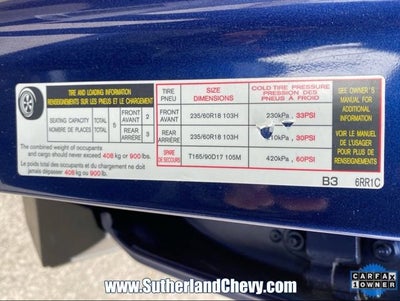 TIRE AND LOADING INFORMATION
RENSEIGNEMENTS SUR LES PNEUS ET LE CHARGEMENT
SEATING CAPACITY
NOMBRE DE PLACES
TOTAL 5
FRONT
AVANT 2
REAR
ARRIÈRE 3
The combined weight of occupants
and cargo should never exceed 408 kg or 900 lbs.
Le poids total des occupants et du chargement ne doit
jamais dépasser 408 kg ou 900 lb.
TIRE
PNEU
SIZE
DIMENSIONS
COLD TIRE PRESSURE
PRESSION DES
PNEUS À FROID
FRONT
AVANT
235/60R18 103H
230kPa, 33PSI
REAR
ARRIÈRE
235/60R18 103H
10kPa, 30PSI
SPARE
DE SECOURS
T165/90D17 105M
420kPa, 60PSI
SEE OWNER'S
MANUAL FOR
ADDITIONAL
INFORMATION
VOIR LE MANUEL
DE L'USAGER
POUR PLUS DE
RENSEIGNEMENTS
B3 6RR1C
www.SutherlandChevy.com
CARFAX
1 OWNER